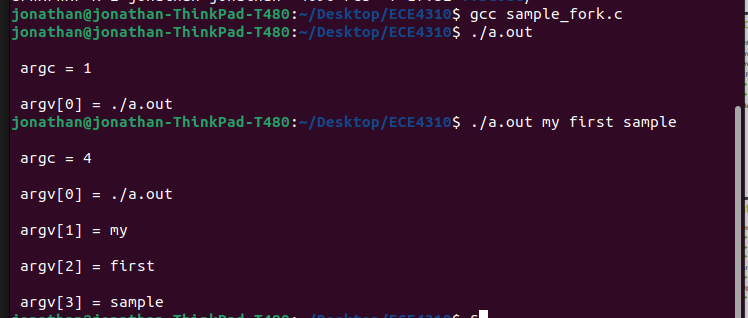 jonathan@jonathan-ThinkPad-T480:~/Desktop/ECE4310$ gcc sample_fork.c
jonathan@jonathan-ThinkPad-T480:~/Desktop/ECE4310$ ./a.out
argc = 1
argv[0] = ./a.out
jonathan@jonathan-ThinkPad-T480:~/Desktop/ECE4310$ ./a.out my first sample
argc = 4
argv[0] = ./a.out
argv[1] = my
argv[2] = first
argv[3] = sample
jonathan@jonathan-ThinkPad-T480:~/Desktop/ECE4310$